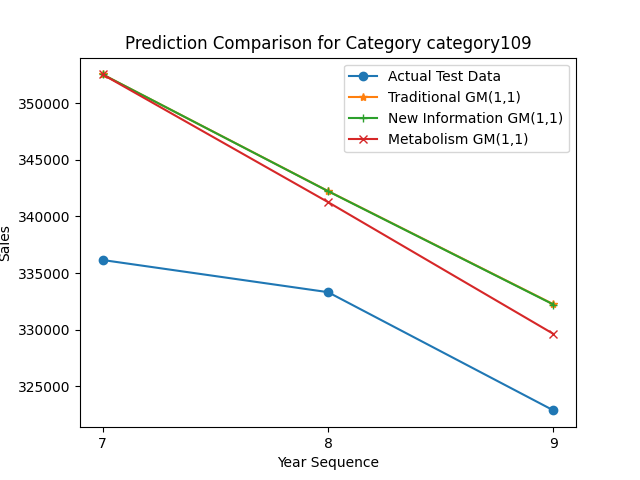 Prediction Comparison for Category category109
Actual Test Data
Traditional GM(1,1)
New Information GM(1,1)
Metabolism GM(1,1)
350000
345000
340000
335000
330000
325000
Sales
7
8
9
Year Sequence